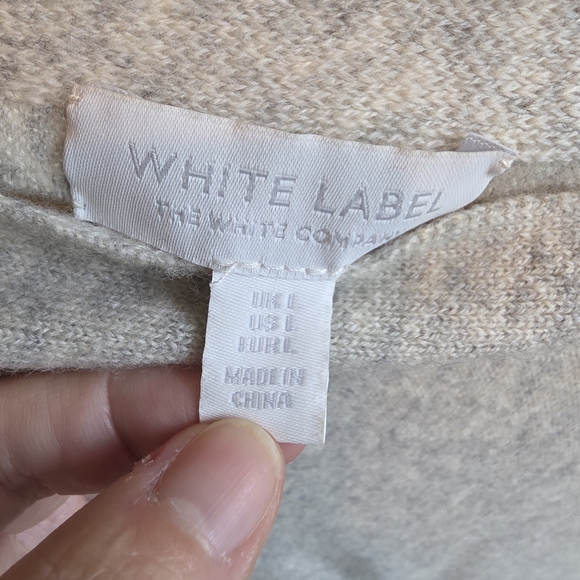 WHITE LABEL
THE WHITE COMPANY
UK L
US L
EUR L
MADE IN
CHINA